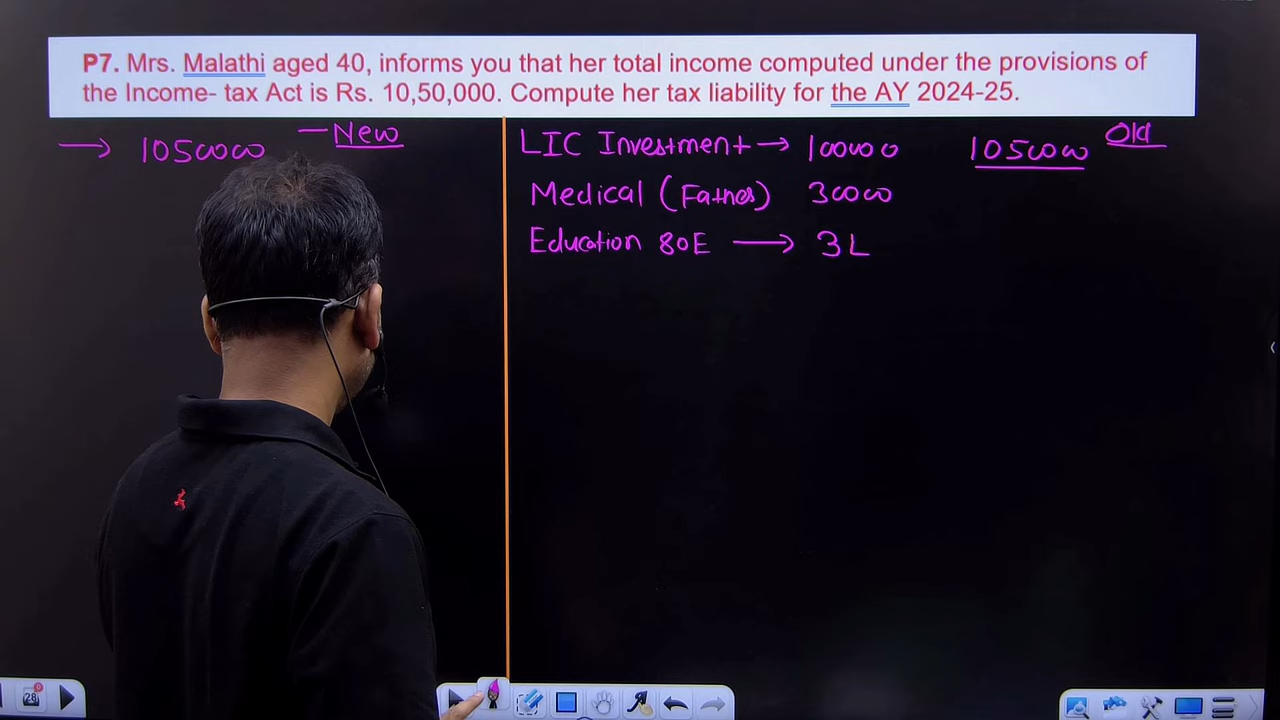 P7. Mrs. Malathi aged 40, informs you that her total income computed under the provisions of
the Income- tax Act is Rs. 10,50,000. Compute her tax liability for the AY 2024-25.
→ 1050000 — New
LIC Investment → 100000
Medical (Father) 30000
Education 80E → 3L
1050000 Old
28